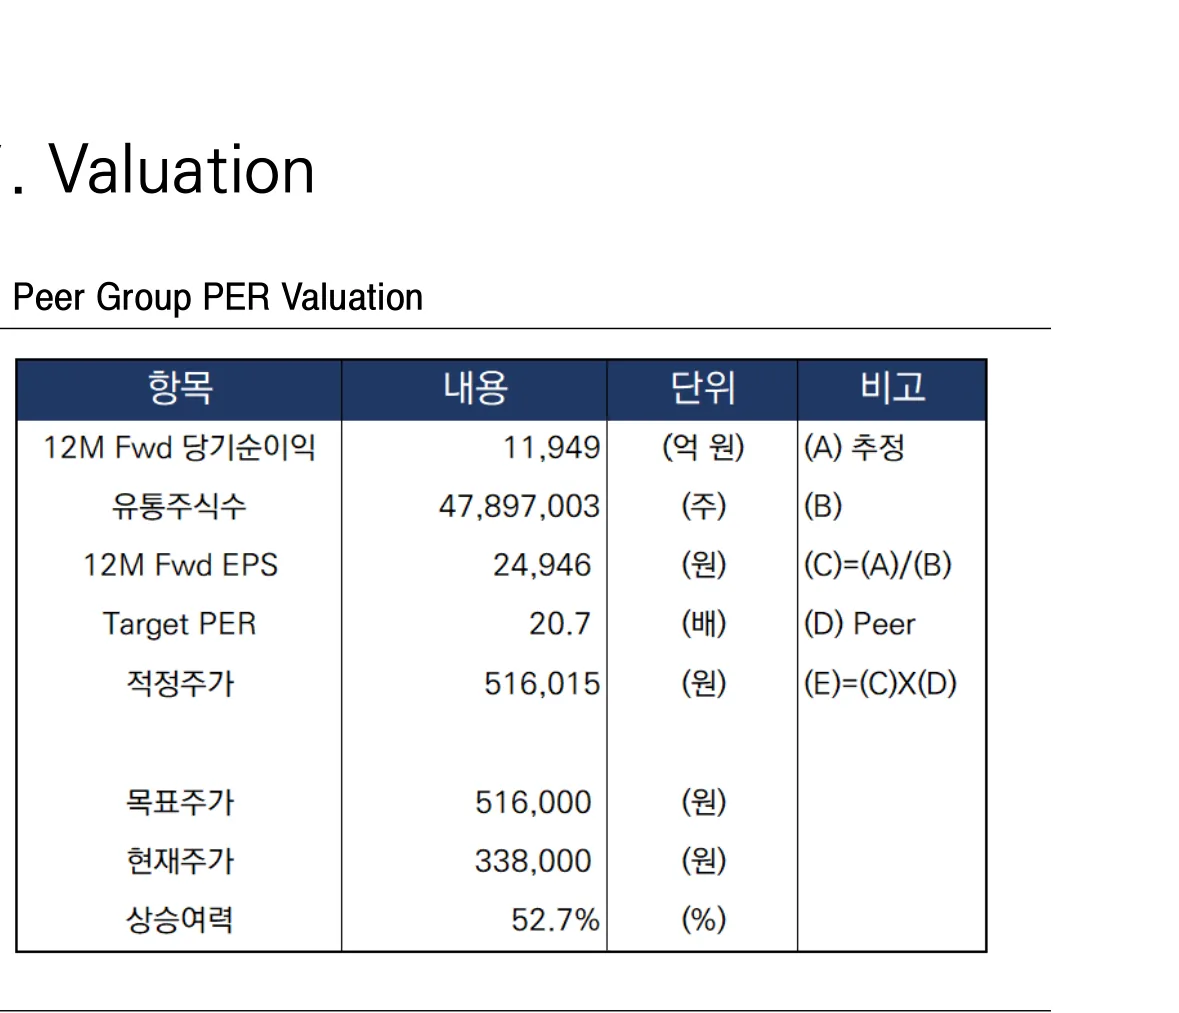 . Valuation
Peer Group PER Valuation
항목 내용 단위 비고
12M Fwd 당기순이익 11,949 (억 원) (A) 추정
유통주식수 47,897,003 (주) (B)
12M Fwd EPS 24,946 (원) (C)=(A)/(B)
Target PER 20.7 (배) (D) Peer
적정주가 516,015 (원) (E)=(C)X(D)
목표주가 516,000 (원)
현재주가 338,000 (원)
상승여력 52.7% (%)